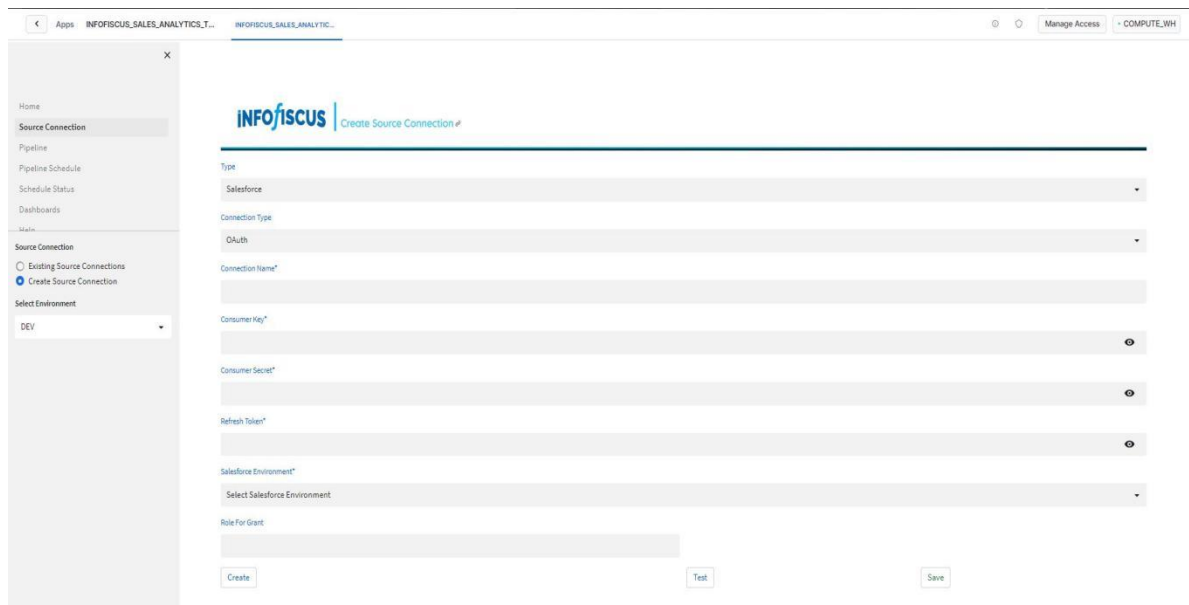 Apps INFOFISCUS_SALES_ANALYTICS_T... INFOFISCUS_SALES_ANALYTIC... Manage Access COMPUTE_WH
Home
Source Connection
Pipeline
Pipeline Schedule
Schedule Status
Dashboards
Help
Source Connection
Existing Source Connections
Create Source Connection
Select Environment
DEV
iNFOfiSCUS Create Source Connection
Type
Salesforce
Connection Type
OAuth
Connection Name*
Consumer Key*
Consumer Secret*
Refresh Token*
Salesforce Environment*
Select Salesforce Environment
Role For Grant
Create Test Save